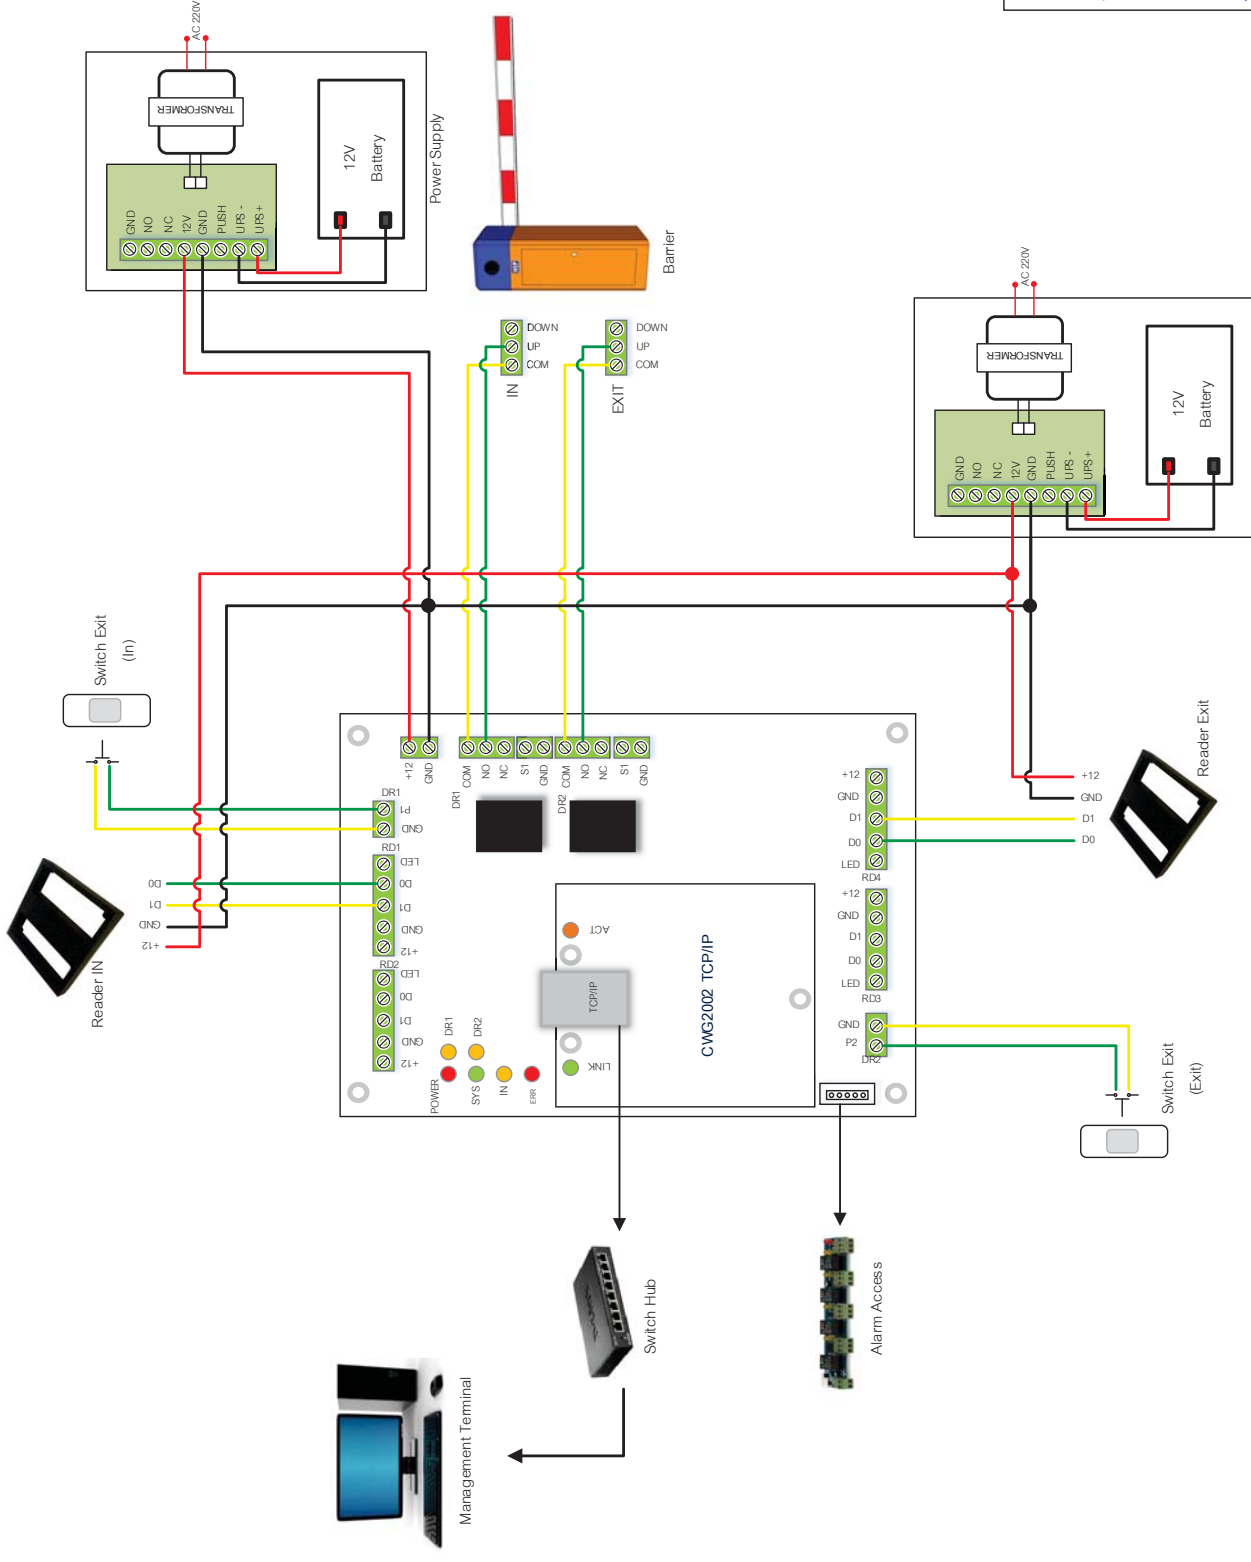 AC 220V
TRANSFORMER
GND
NO
NC
12V
GND
PUSH
UPS -
UPS+
12V
Battery
Power Supply
Barrier
DOWN
UP
COM
IN
DOWN
UP
COM
EXIT
AC 220V
TRANSFORMER
GND
NO
NC
12V
GND
PUSH
UPS -
UPS+
12V
Battery
Switch Exit
(In)
Reader IN
D0
D1
GND
+12
DR1
P1
GND
RD1
LED
D0
D1
GND
+12
RD2
LED
D0
D1
GND
+12
+12
GND
DR1
COM
NO
NC
S1
GND
DR2
COM
NO
NC
S1
GND
POWER
DR1
SYS
DR2
IN
ERR
ACT
TCP/IP
LINK
CWG2002 TCP/IP
+12
GND
D1
D0
LED
RD4
+12
GND
D1
D0
LED
RD3
GND
P2
DR2
+12
GND
D1
D0
Reader Exit
Switch Exit
(Exit)
Switch Hub
Alarm Access
Management Terminal